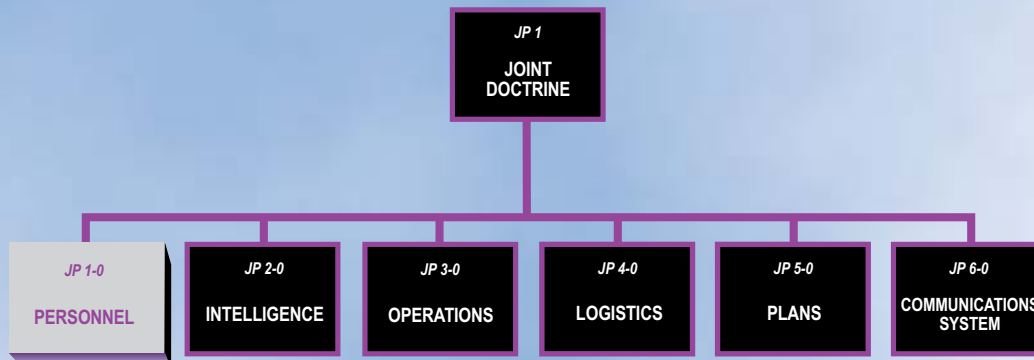 JP 1
JOINT
DOCTRINE
JP 1-0
PERSONNEL
JP 2-0
INTELLIGENCE
JP 3-0
OPERATIONS
JP 4-0
LOGISTICS
JP 5-0
PLANS
JP 6-0
COMMUNICATIONS
SYSTEM